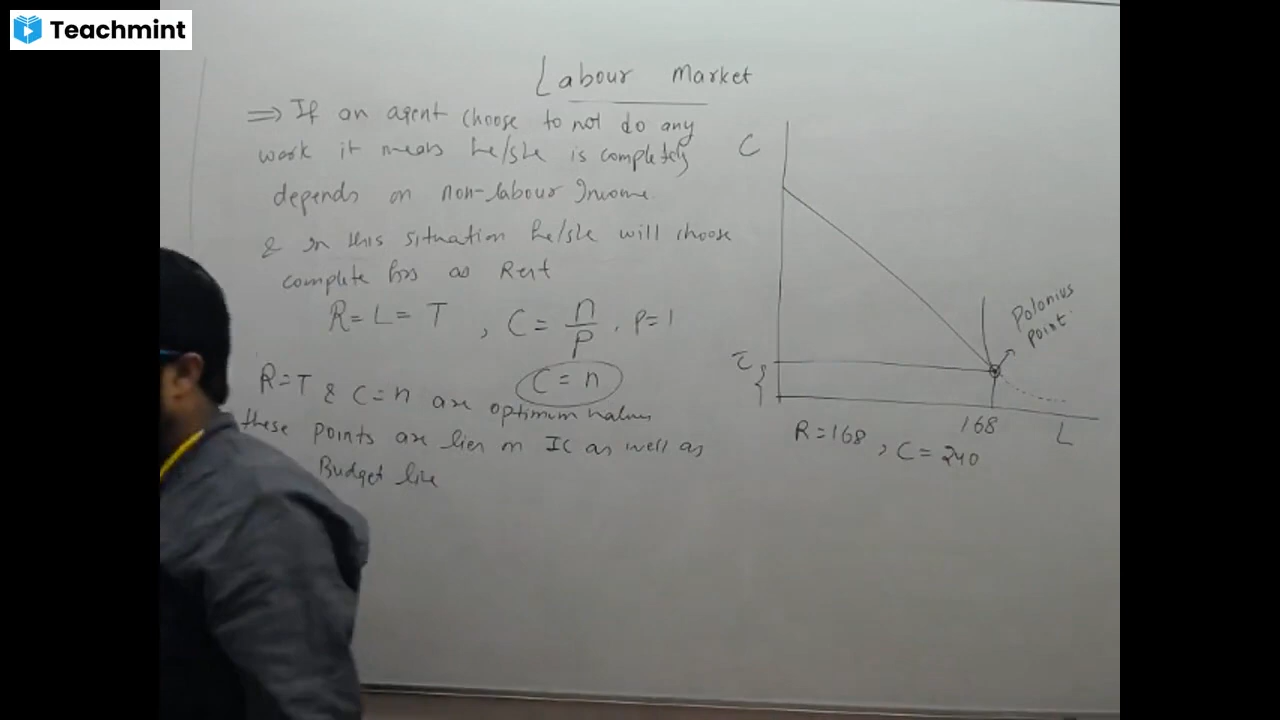 Teachmint
Labour Market
⇒ If an agent choose to not do any
work it means he/she is completely
depends on non-labour Income.
& in this situation he/she will choose
complete hrs as Rest
R = L = T , C = n/P , P = 1
C = n
R = T & C = n are optimum values
these points are lies on IC as well as
Budget line
C
Polonius
point.
168
L
R = 168 , C = 240